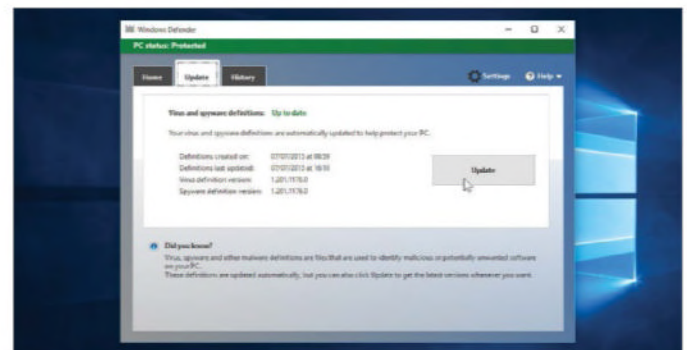 Windows Defender
PC status: Protected
Home Update History Settings Help
Virus and spyware definitions: Up to date
Your virus and spyware definitions are automatically updated to help protect your PC.
Definitions created on:
Definitions last updated:
Virus definition version:
Spyware definition version:
Update
Did you know?
Virus, spyware and other malware definitions are files that are used to identify malicious or potentially unwanted software
on your PC.
These definitions are updated automatically, but you can also click Update to get the latest versions whenever you want.